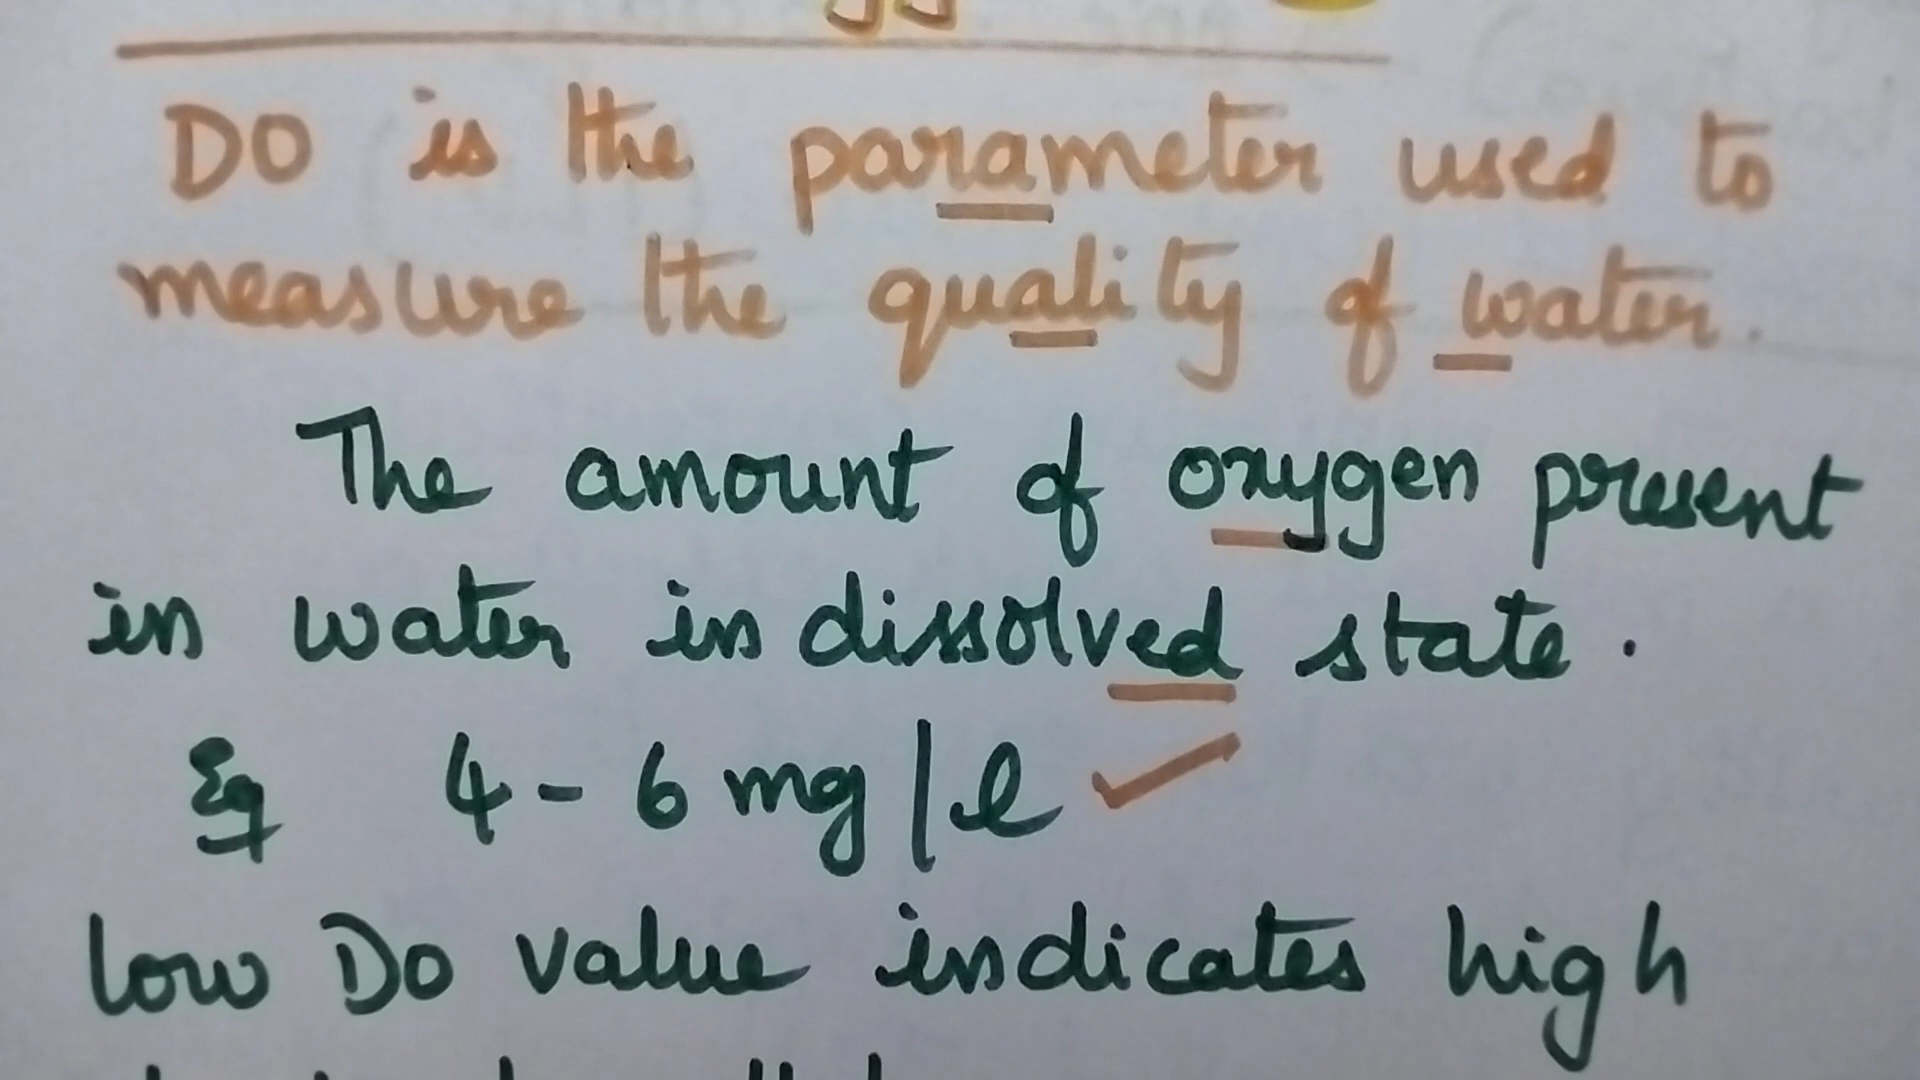 DO is the parameter used to
measure the quality of water.
The amount of oxygen present
in water in dissolved state.
Eg 4-6 mg/l
low Do value indicates high